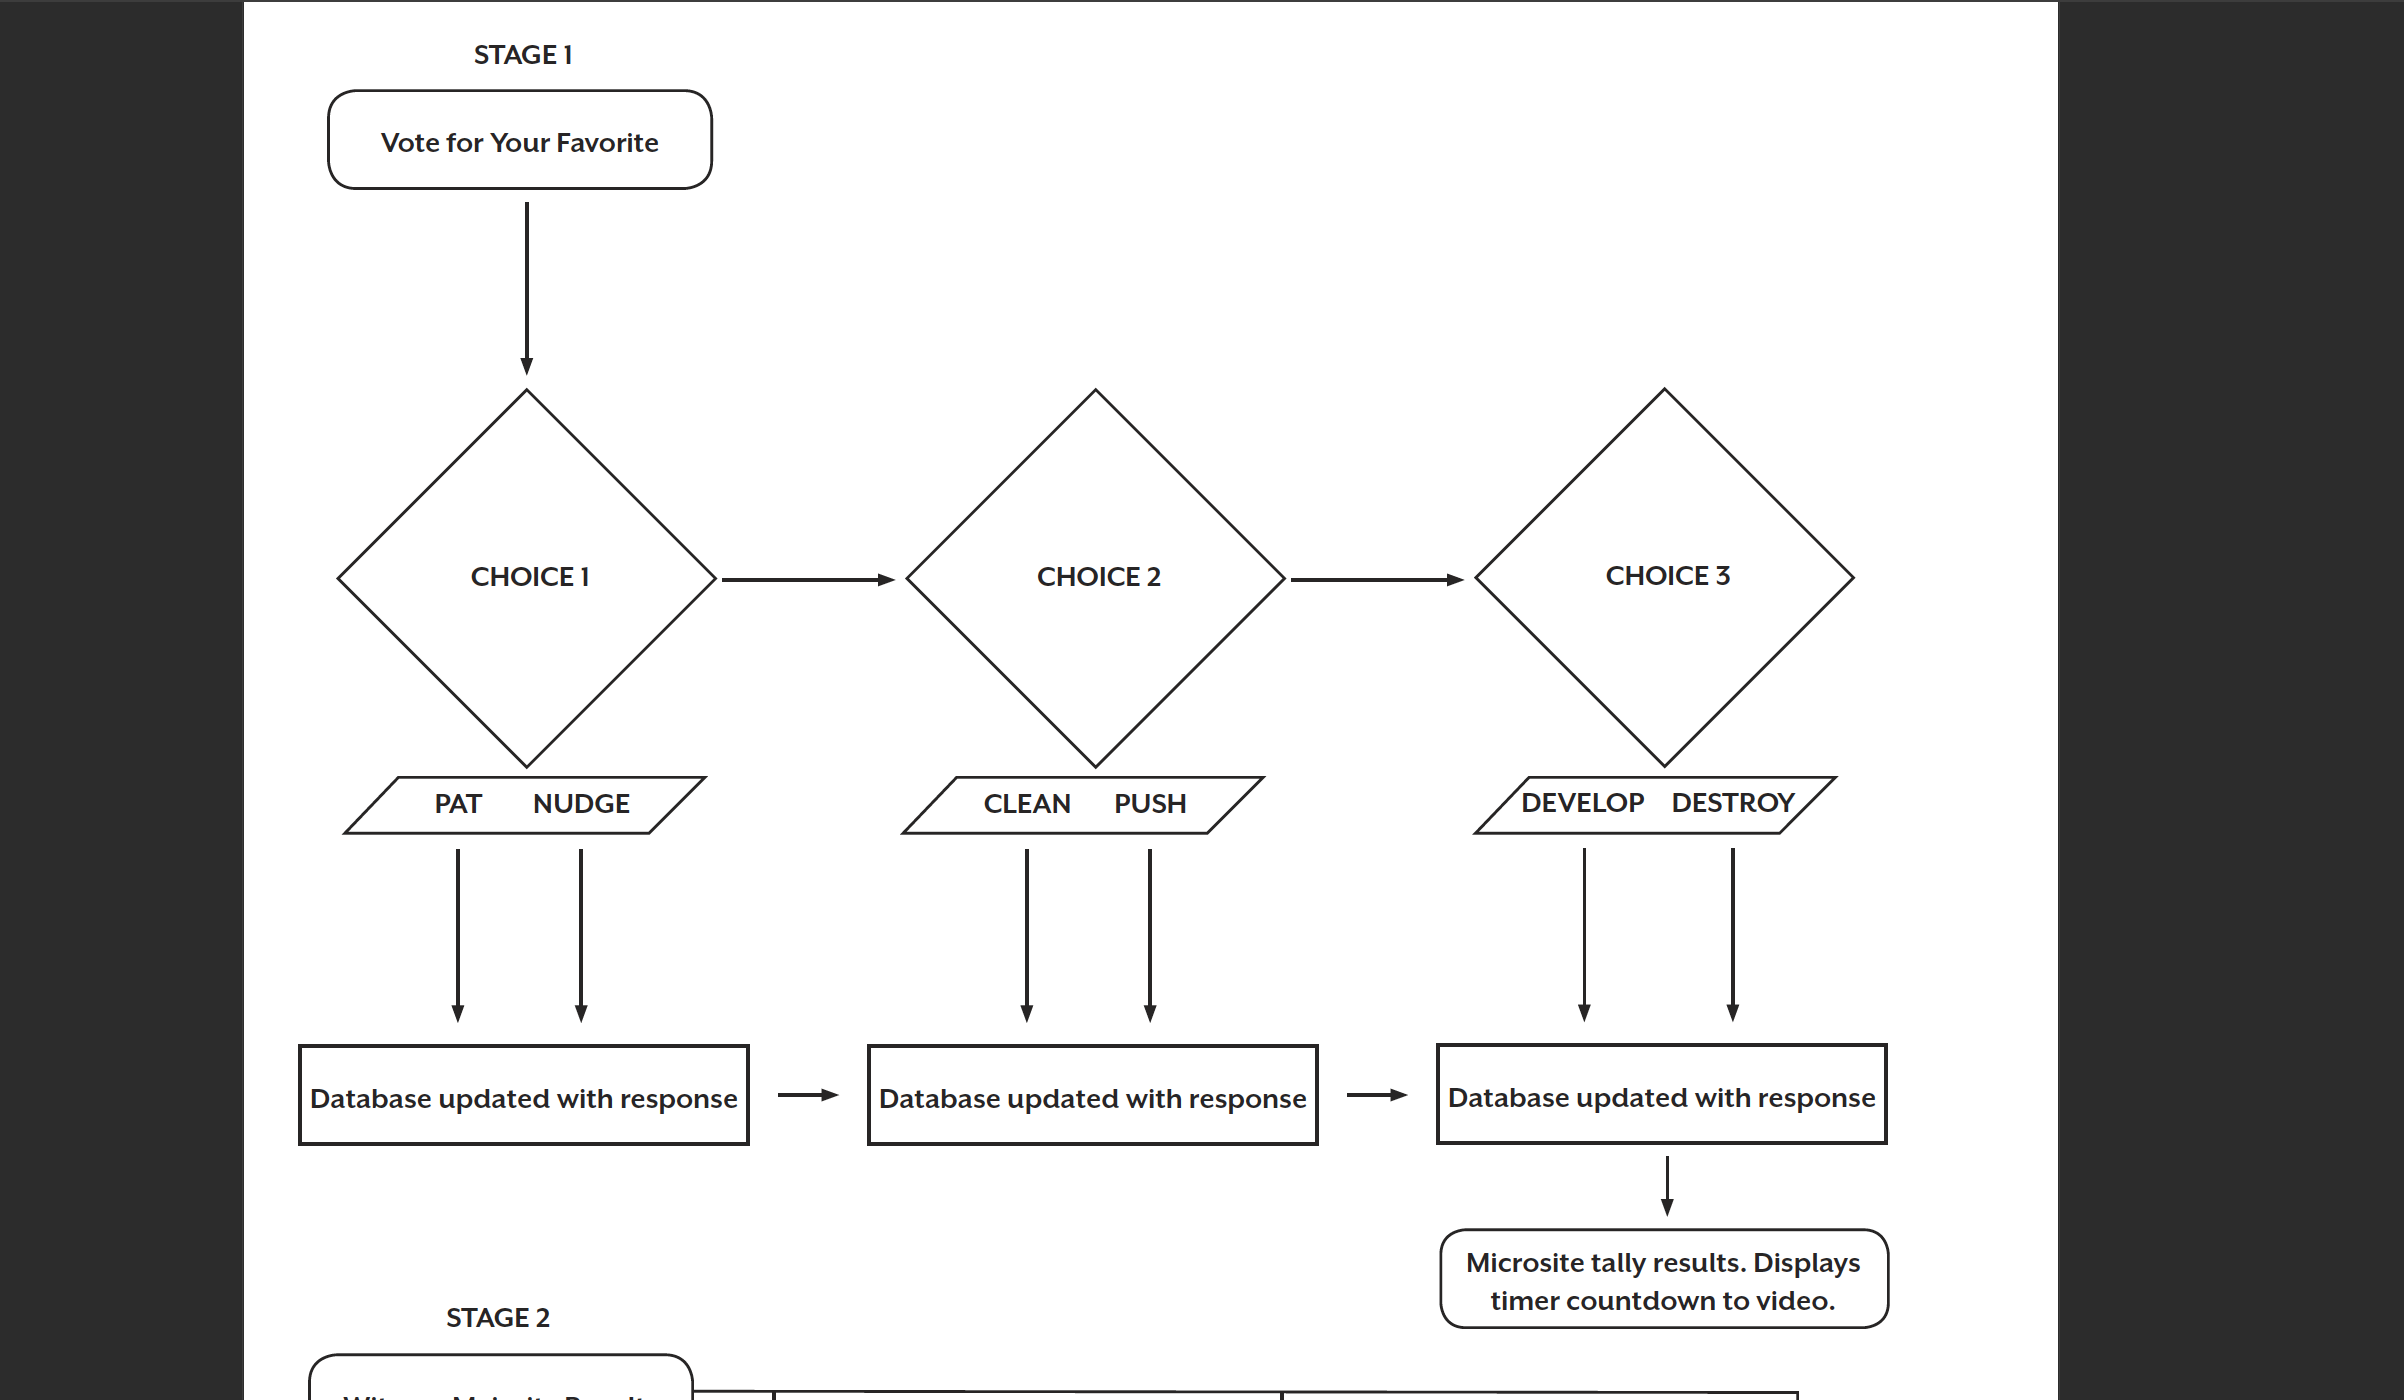 STAGE 1
Vote for Your Favorite
CHOICE 1
CHOICE 2
CHOICE 3
PAT NUDGE
CLEAN PUSH
DEVELOP DESTROY
Database updated with response
Database updated with response
Database updated with response
Microsite tally results. Displays
timer countdown to video.
STAGE 2